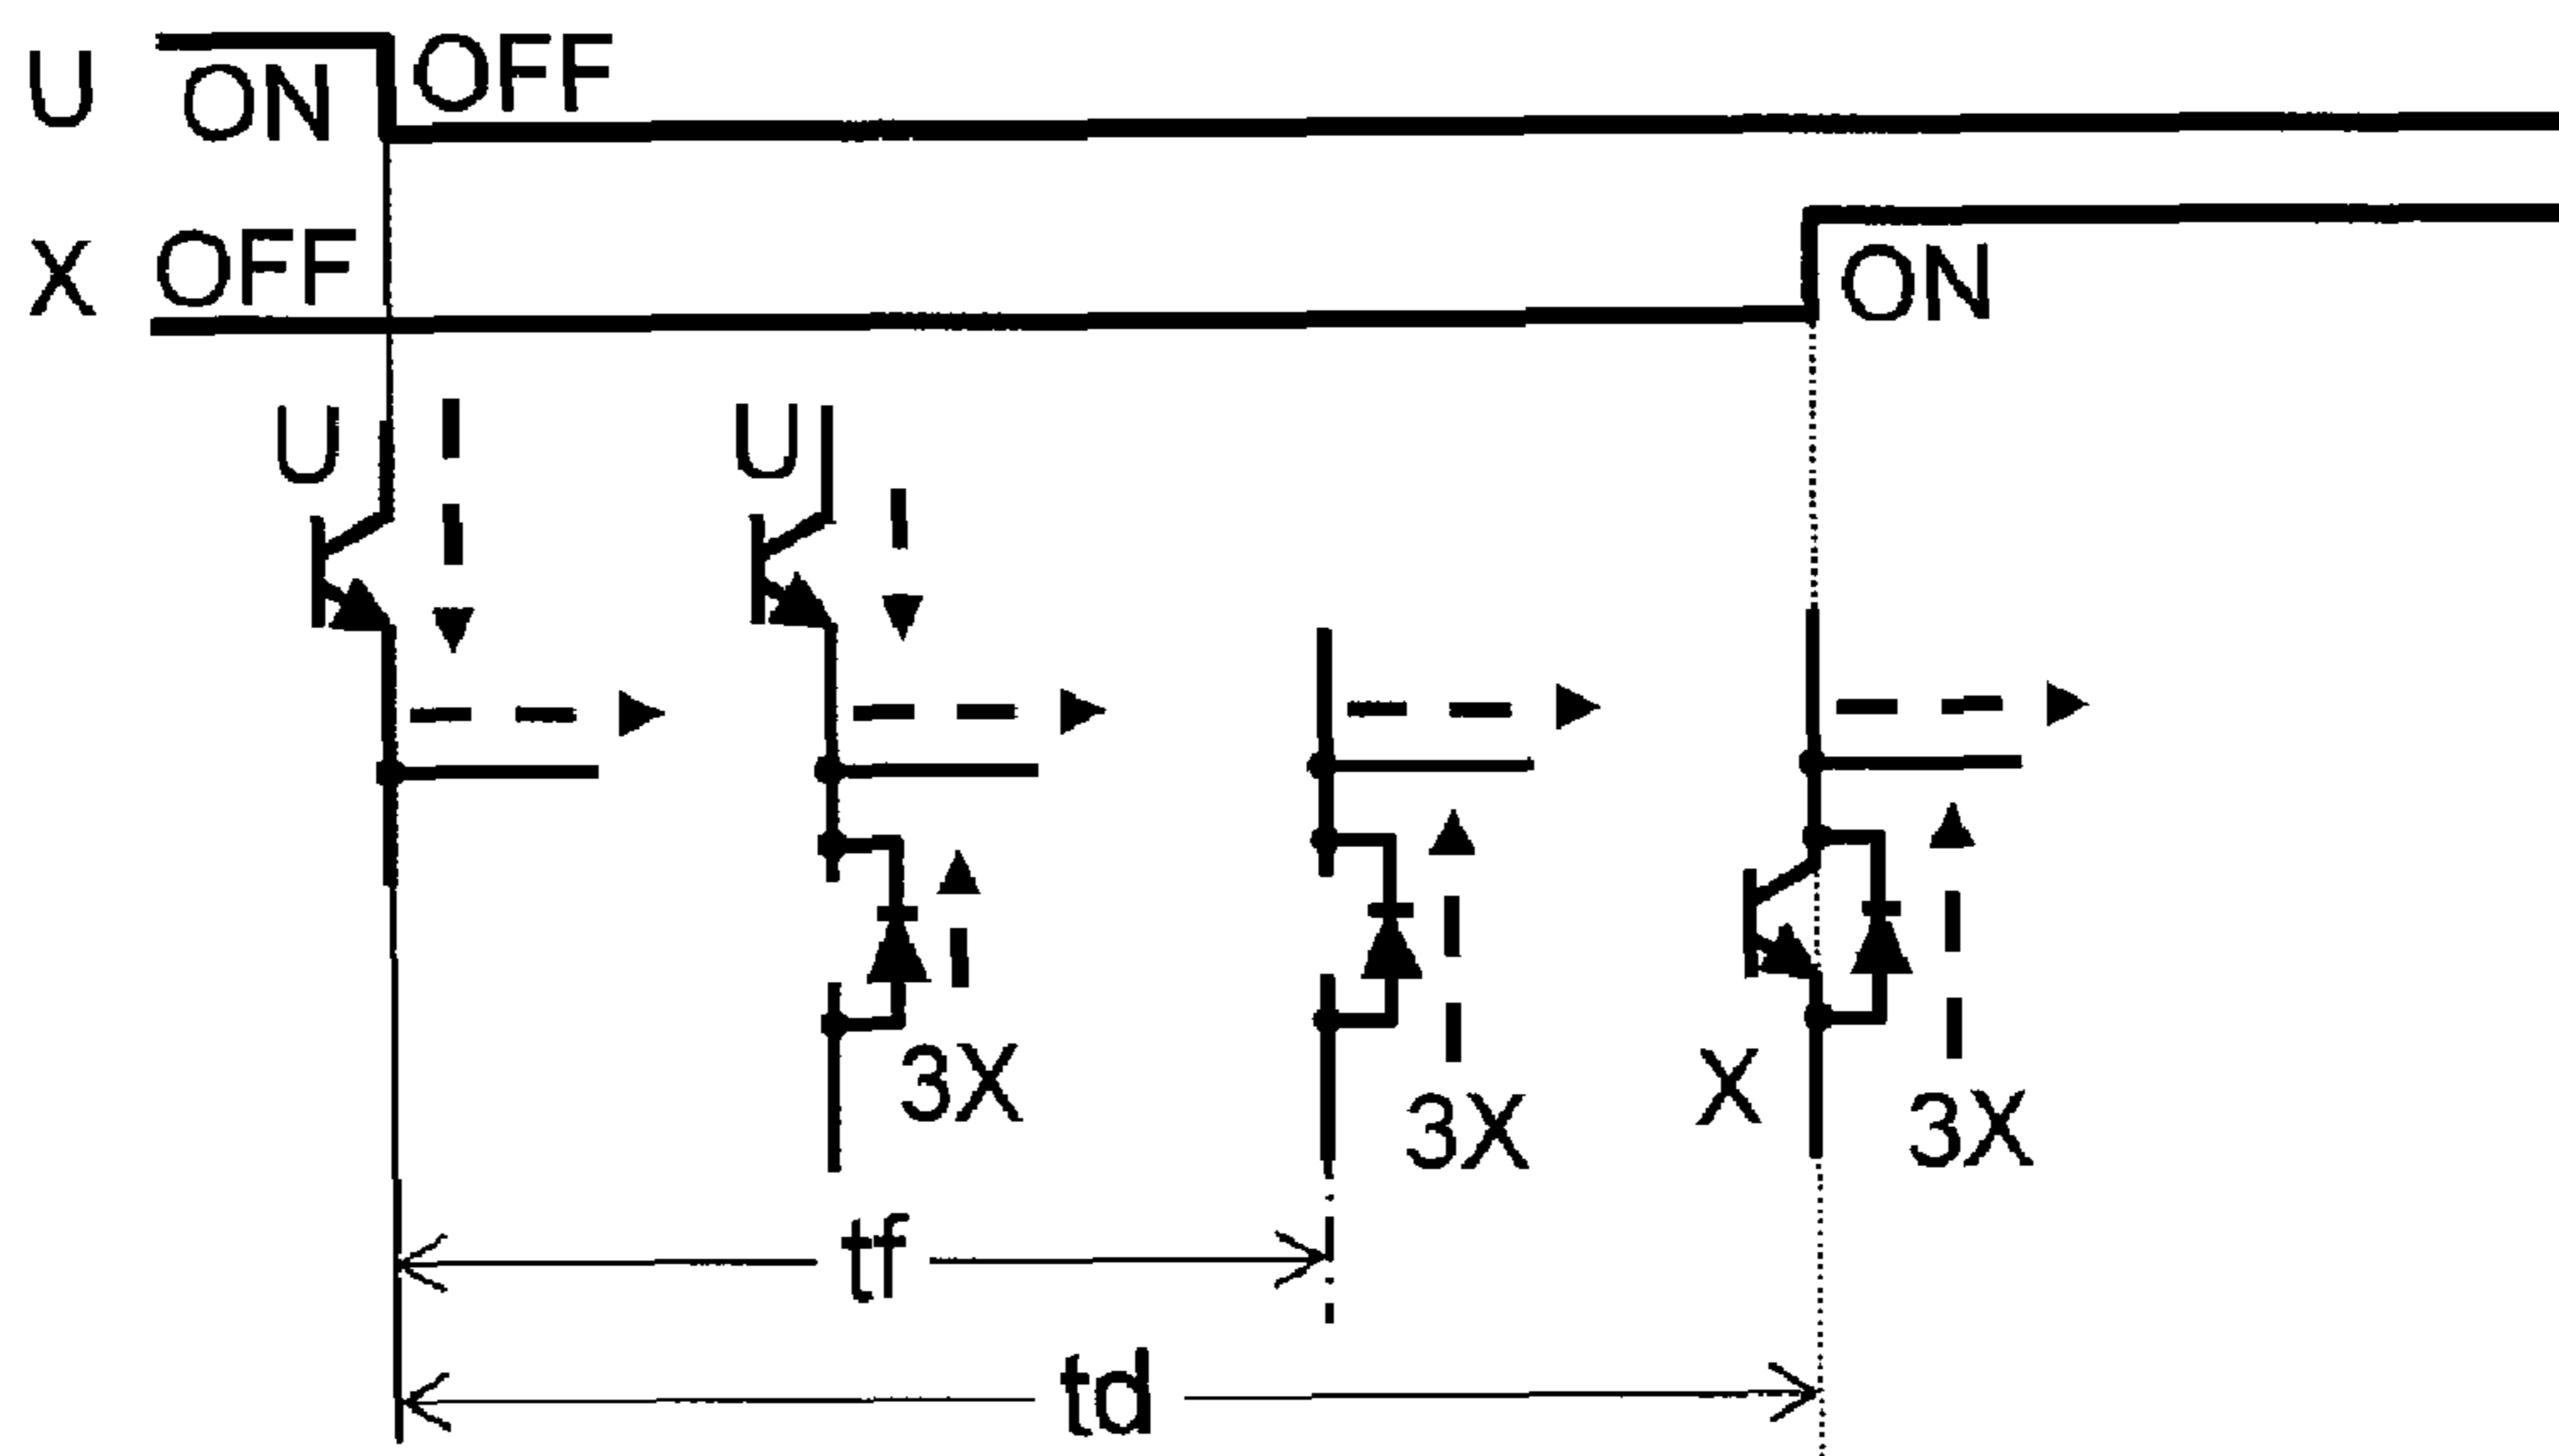 U ON OFF
X OFF ON
U U
3X
3X X 3X
tf
td